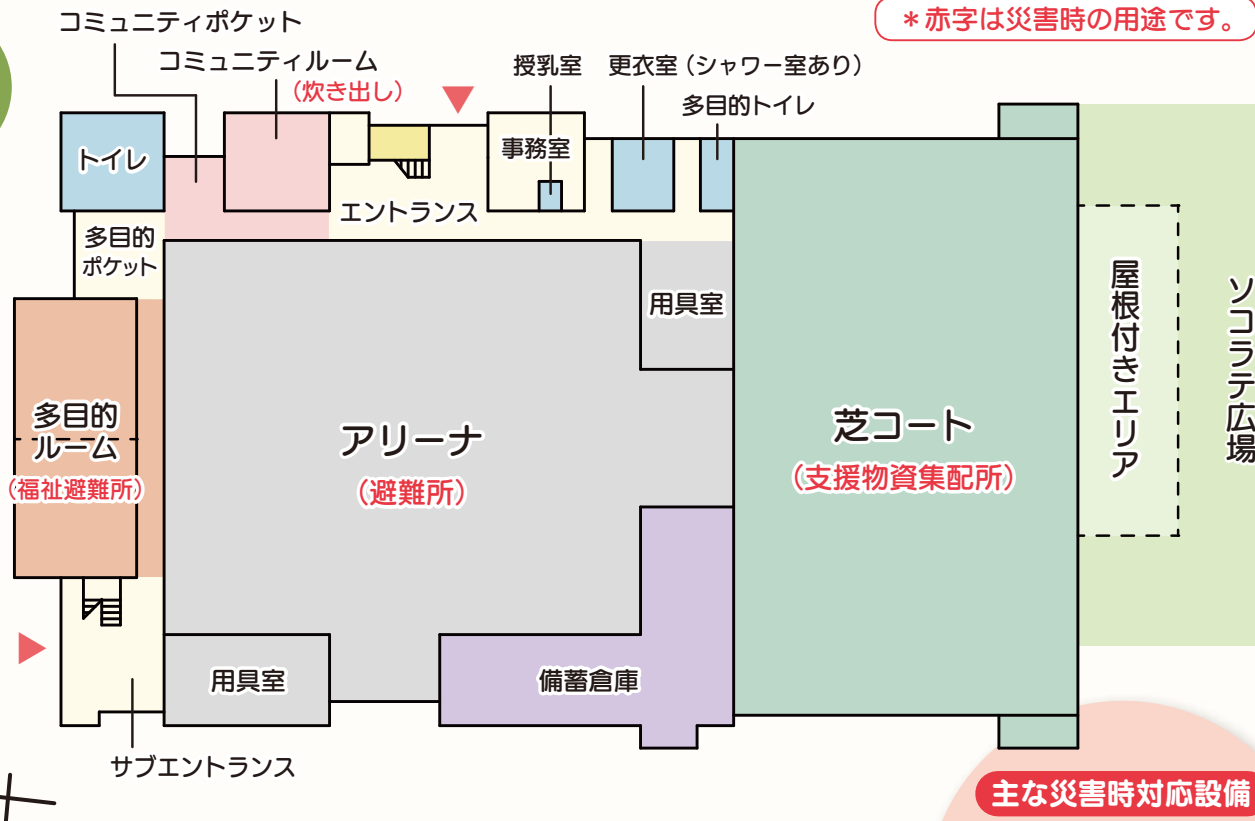 コミュニティポケット
＊赤字は災害時の用途です。
コミュニティルーム
（炊き出し）
授乳室
更衣室（シャワー室あり）
多目的トイレ
トイレ
事務室
エントランス
多目的
ポケット
用具室
屋根付きエリア
ソコラテ広場
多目的
ルーム
（福祉避難所）
アリーナ
（避難所）
芝コート
（支援物資集配所）
用具室
備蓄倉庫
サブエントランス
主な災害時対応設備